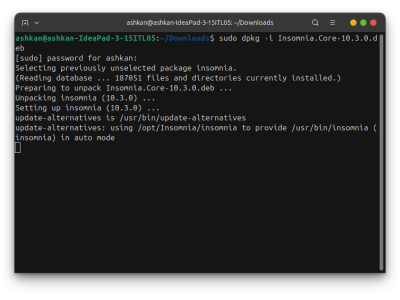 ashkan@ashkan-IdeaPad-3-15ITL05: ~/Downloads
ashkan@ashkan-IdeaPad-3-15ITL05:~/Downloads$ sudo dpkg -i Insomnia.Core-10.3.0.d
eb
[sudo] password for ashkan:
Selecting previously unselected package insomnia.
(Reading database ... 187051 files and directories currently installed.)
Preparing to unpack Insomnia.Core-10.3.0.deb ...
Unpacking insomnia (10.3.0) ...
Setting up insomnia (10.3.0) ...
update-alternatives is /usr/bin/update-alternatives
update-alternatives: using /opt/Insomnia/insomnia to provide /usr/bin/insomnia (
insomnia) in auto mode